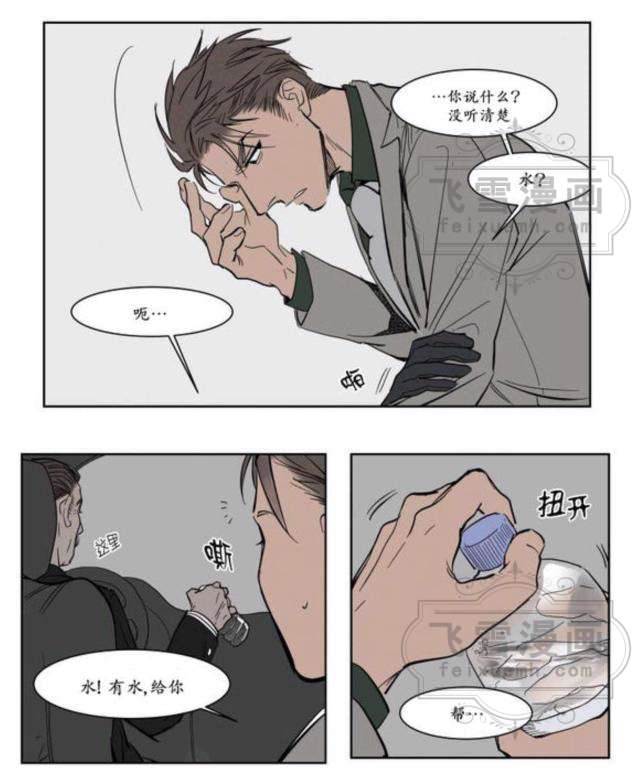 …你说什么?
没听清楚
水?
飞雪漫画
feixuemh.com
呃…
啪
这里
嘶
水! 有水,给你
扭开
飞雪漫画
feixuemh.com
帮…